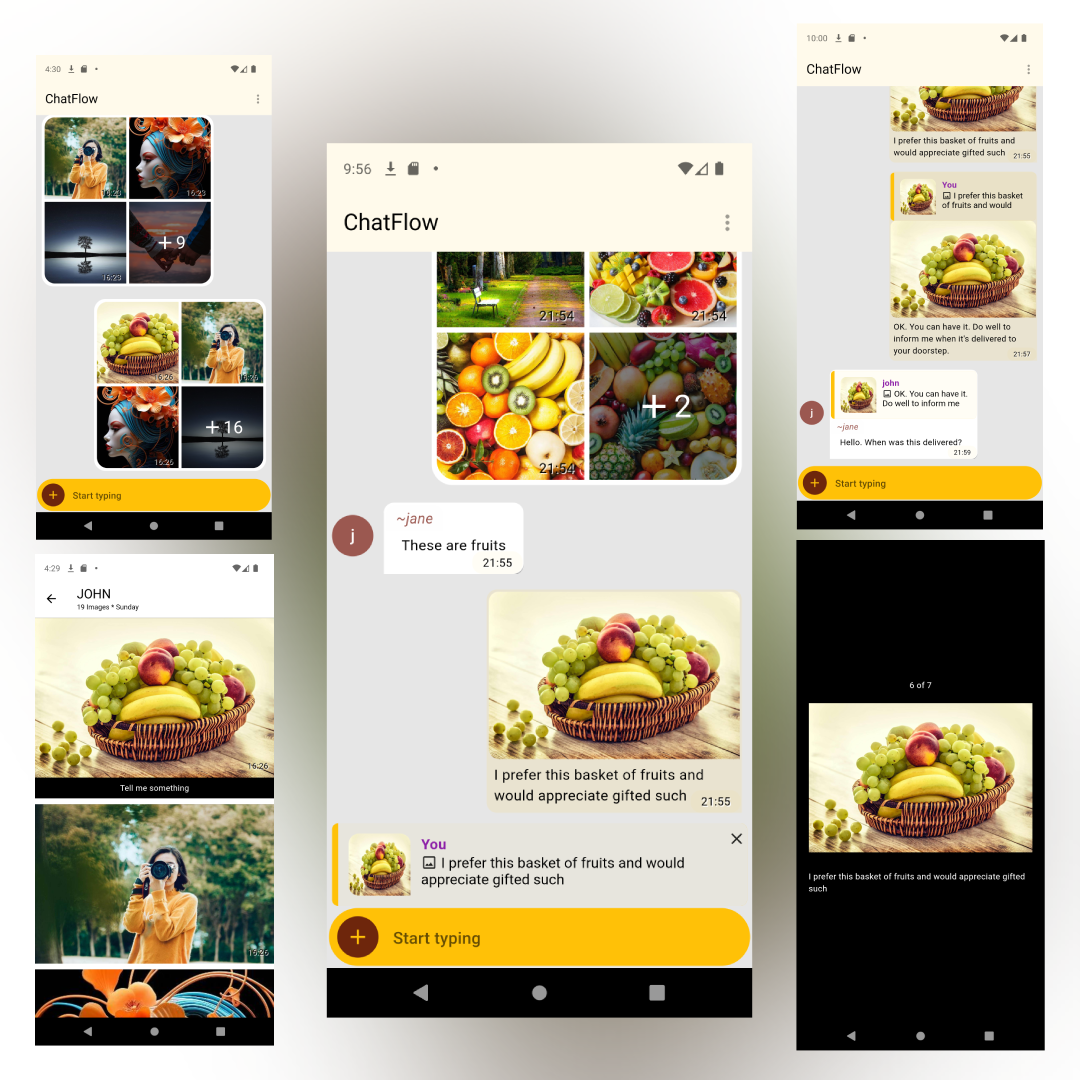 4:30
ChatFlow
16:23
16:23
16:23
+ 9
16:26
16:26
16:26
+ 16
+ Start typing
4:29
JOHN
19 Images * Sunday
16:26
Tell me something
16:26
9:56
ChatFlow
21:54
21:54
21:54
+ 2
j
~jane
These are fruits
21:55
I prefer this basket of fruits and
would appreciate gifted such 21:55
You
I prefer this basket of fruits and would
appreciate gifted such
+ Start typing
10:00
ChatFlow
I prefer this basket of fruits and
would appreciate gifted such 21:55
You
I prefer this basket
of fruits and would
OK. You can have it. Do well to
inform me when it's delivered to
your doorstep. 21:57
john
OK. You can have it.
Do well to inform me
j
~jane
Hello. When was this delivered?
21:59
+ Start typing
6 of 7
I prefer this basket of fruits and would appreciate gifted
such